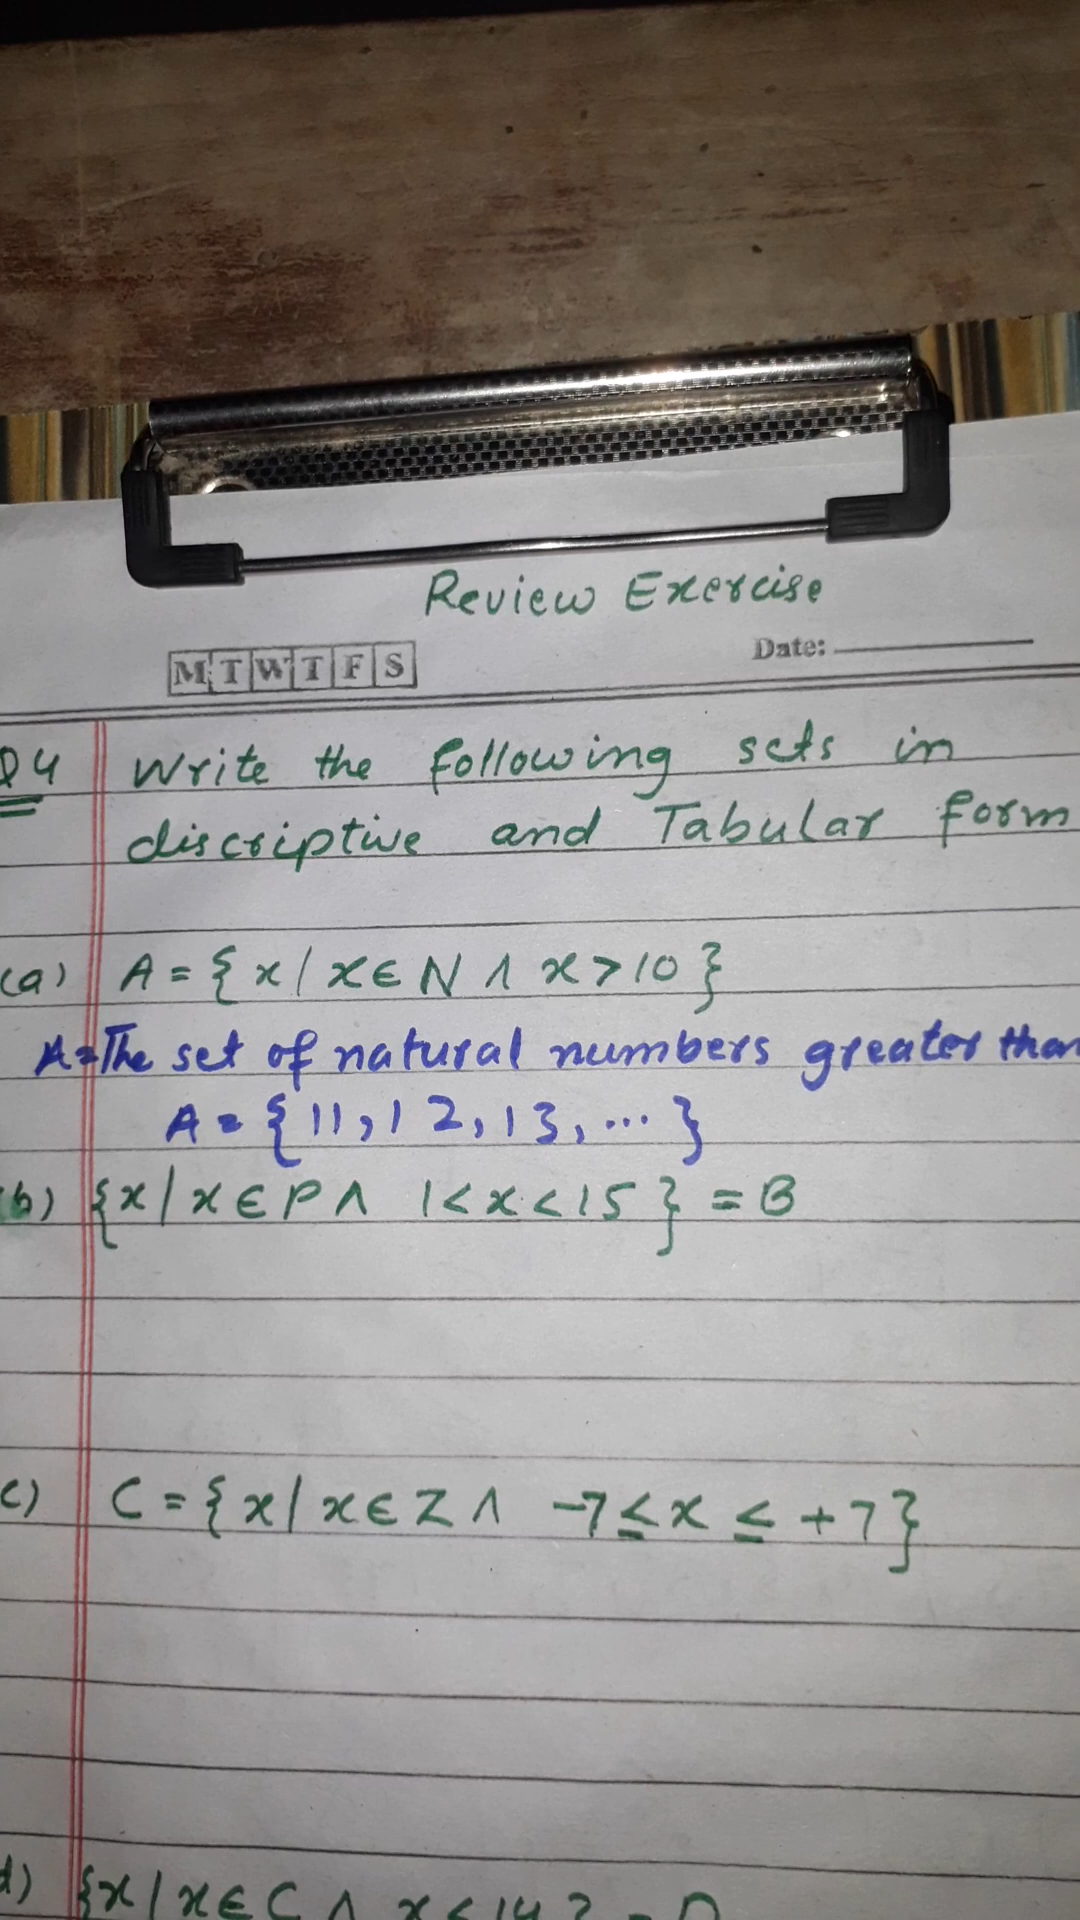 Review Exercise
M T W T F S Date:
Q4 Write the following sets in
discriptive and Tabular form
(a) A = { x / x ∈ N ∧ x > 10 }
A = The set of natural numbers greater than
A = { 11, 12, 13, ... }
b) { x / x ∈ P ∧ 1 < x < 15 } = B
c) C = { x / x ∈ Z ∧ -7 ≤ x ≤ +7 }
d) { x / x ∈ C ∧ x < 14 } =